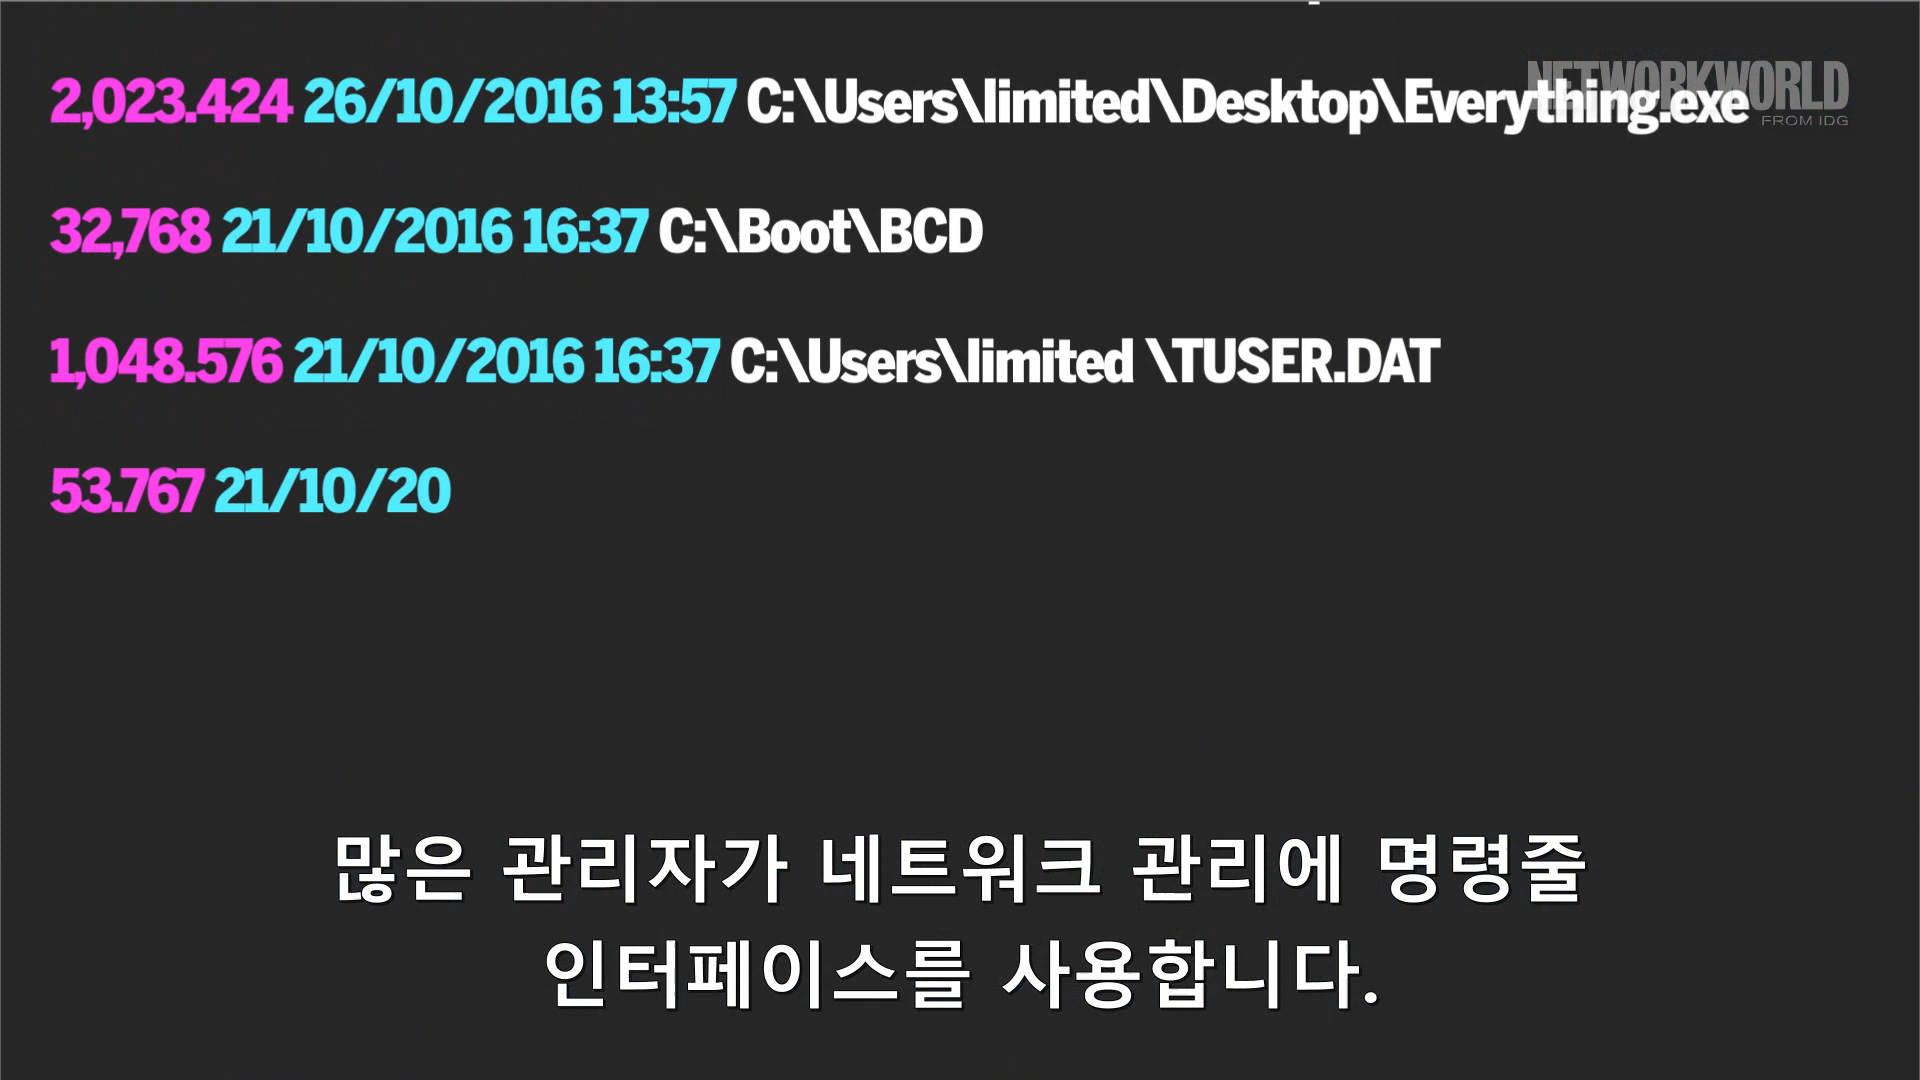 NETWORKWORLD
FROM IDG
2,023.424 26/10/2016 13:57 C:\Users\limited\Desktop\Everything.exe
32,768 21/10/2016 16:37 C:\Boot\BCD
1,048.576 21/10/2016 16:37 C:\Users\limited \TUSER.DAT
53.767 21/10/20
많은 관리자가 네트워크 관리에 명령줄
인터페이스를 사용합니다.